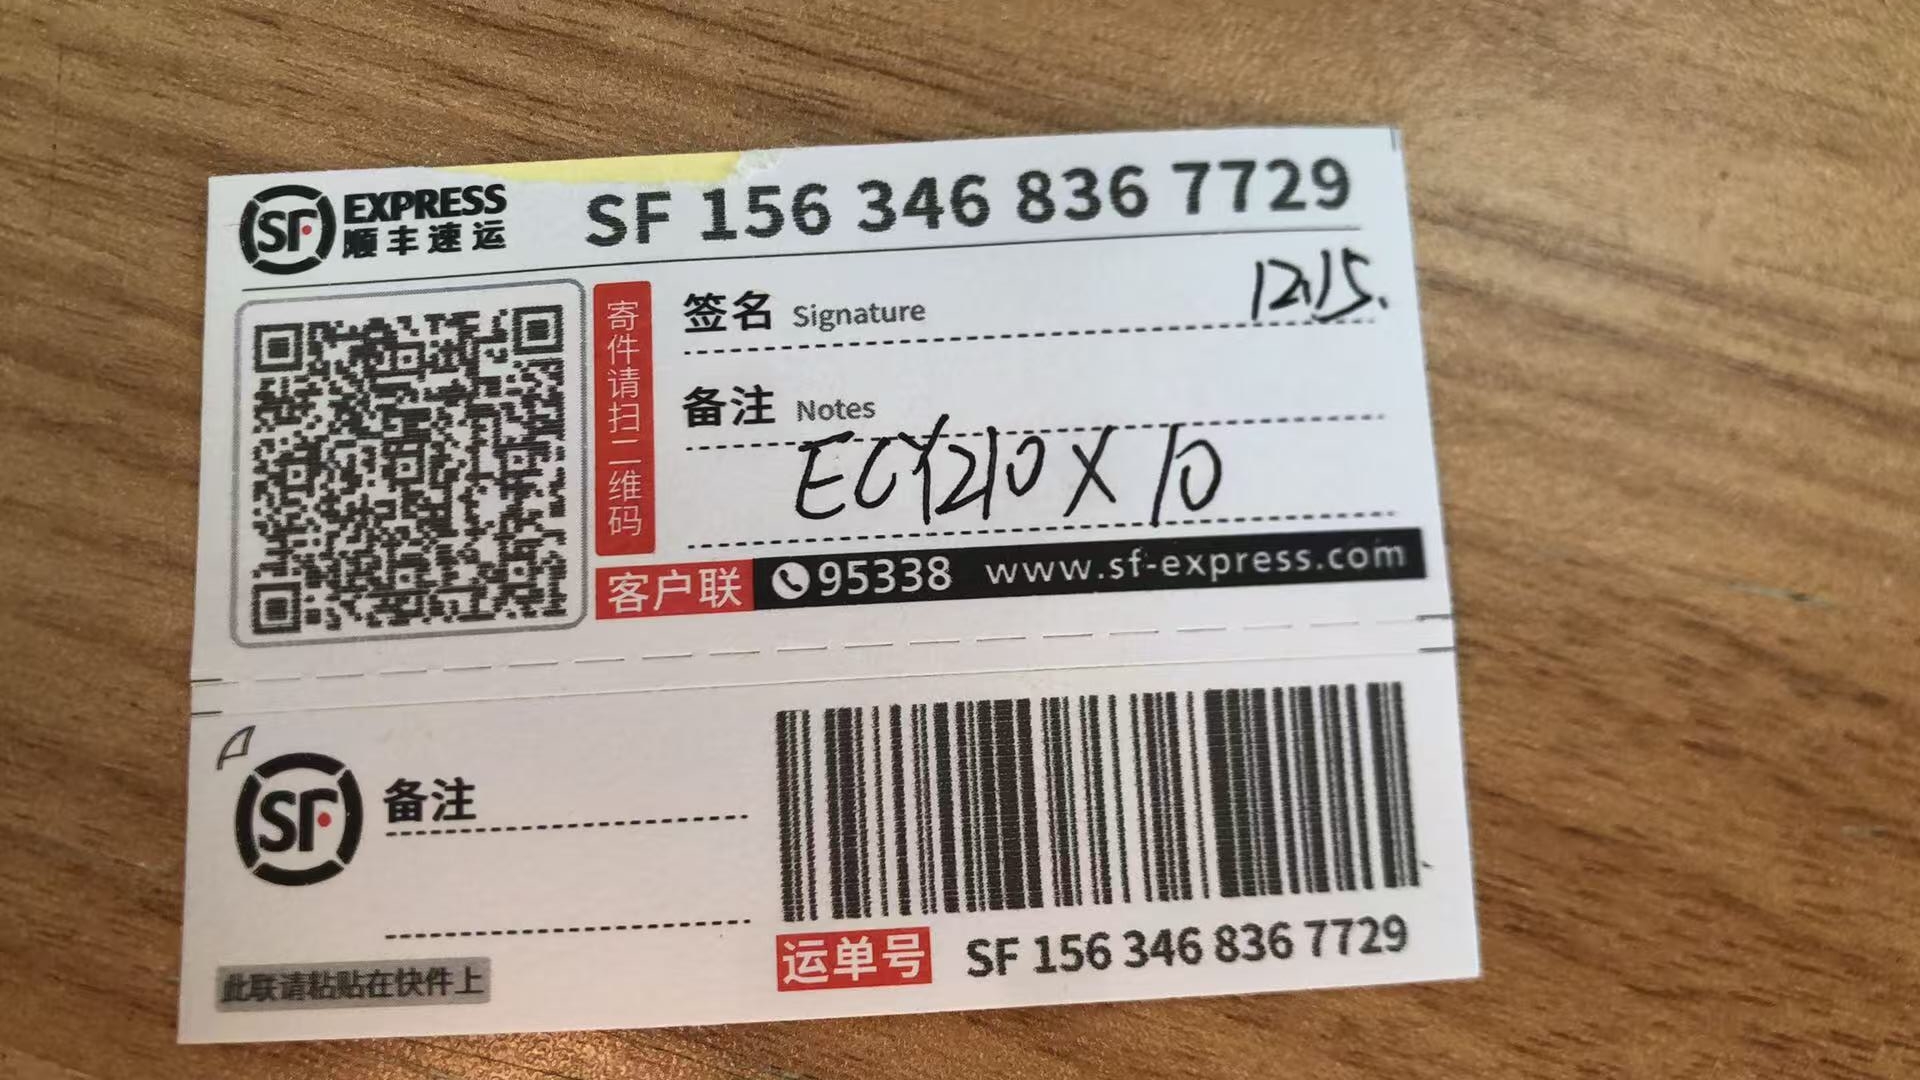 SF EXPRESS
顺丰速运
SF 156 346 836 7729
寄件请扫二维码
签名 Signature 12.15.
备注 Notes
ECY210 X 10
客户联 95338 www.sf-express.com
SF 备注
此联请粘贴在快件上
运单号 SF 156 346 836 7729